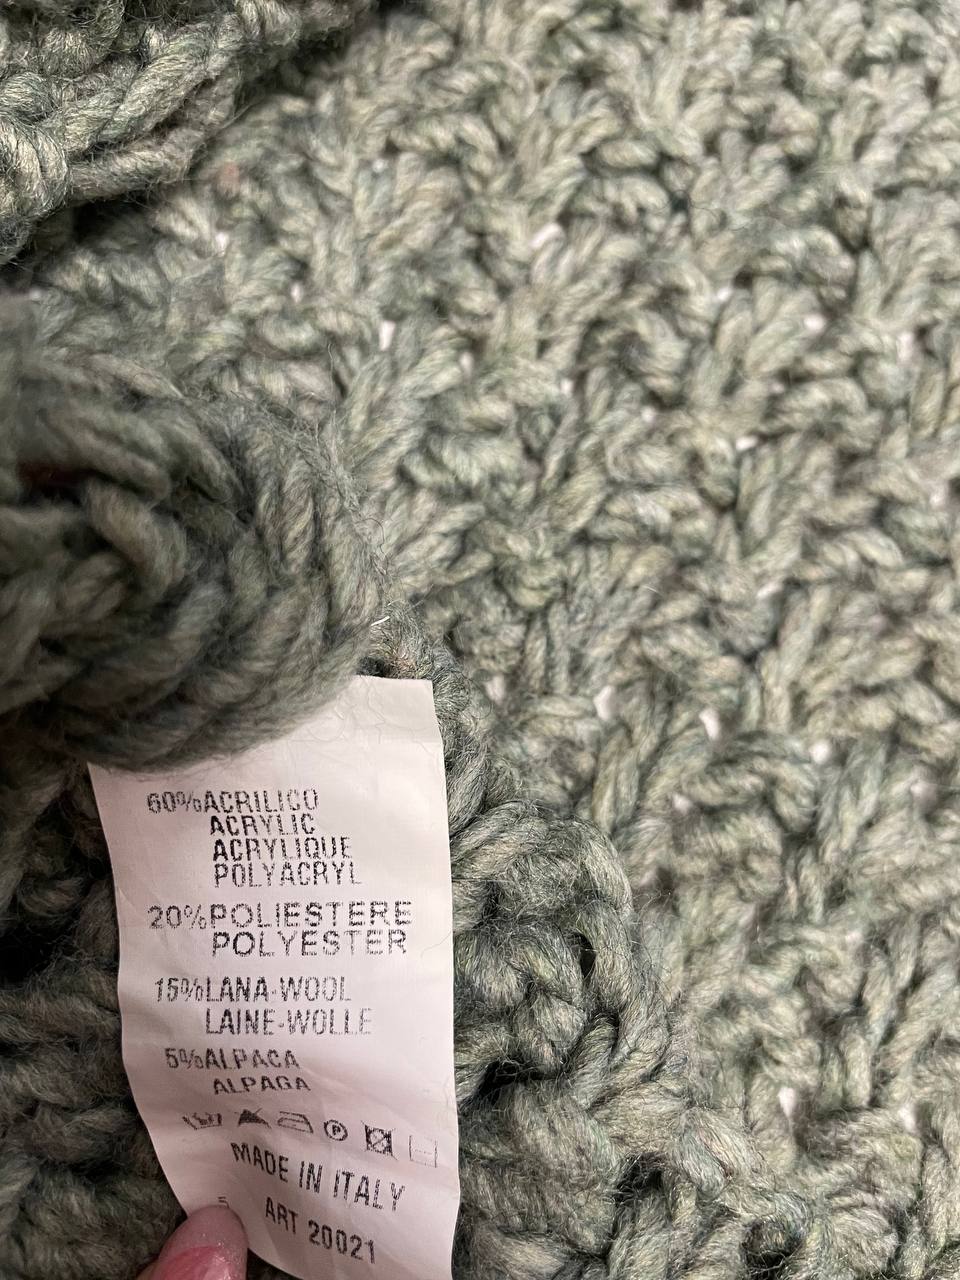 60%ACRILICO
ACRYLIC
ACRYLIQUE
POLYACRYL
20%POLIESTERE
POLYESTER
15%LANA-WOOL
LAINE-WOLLE
5%ALPACA
ALPAGA
P
MADE IN ITALY
ART 20021